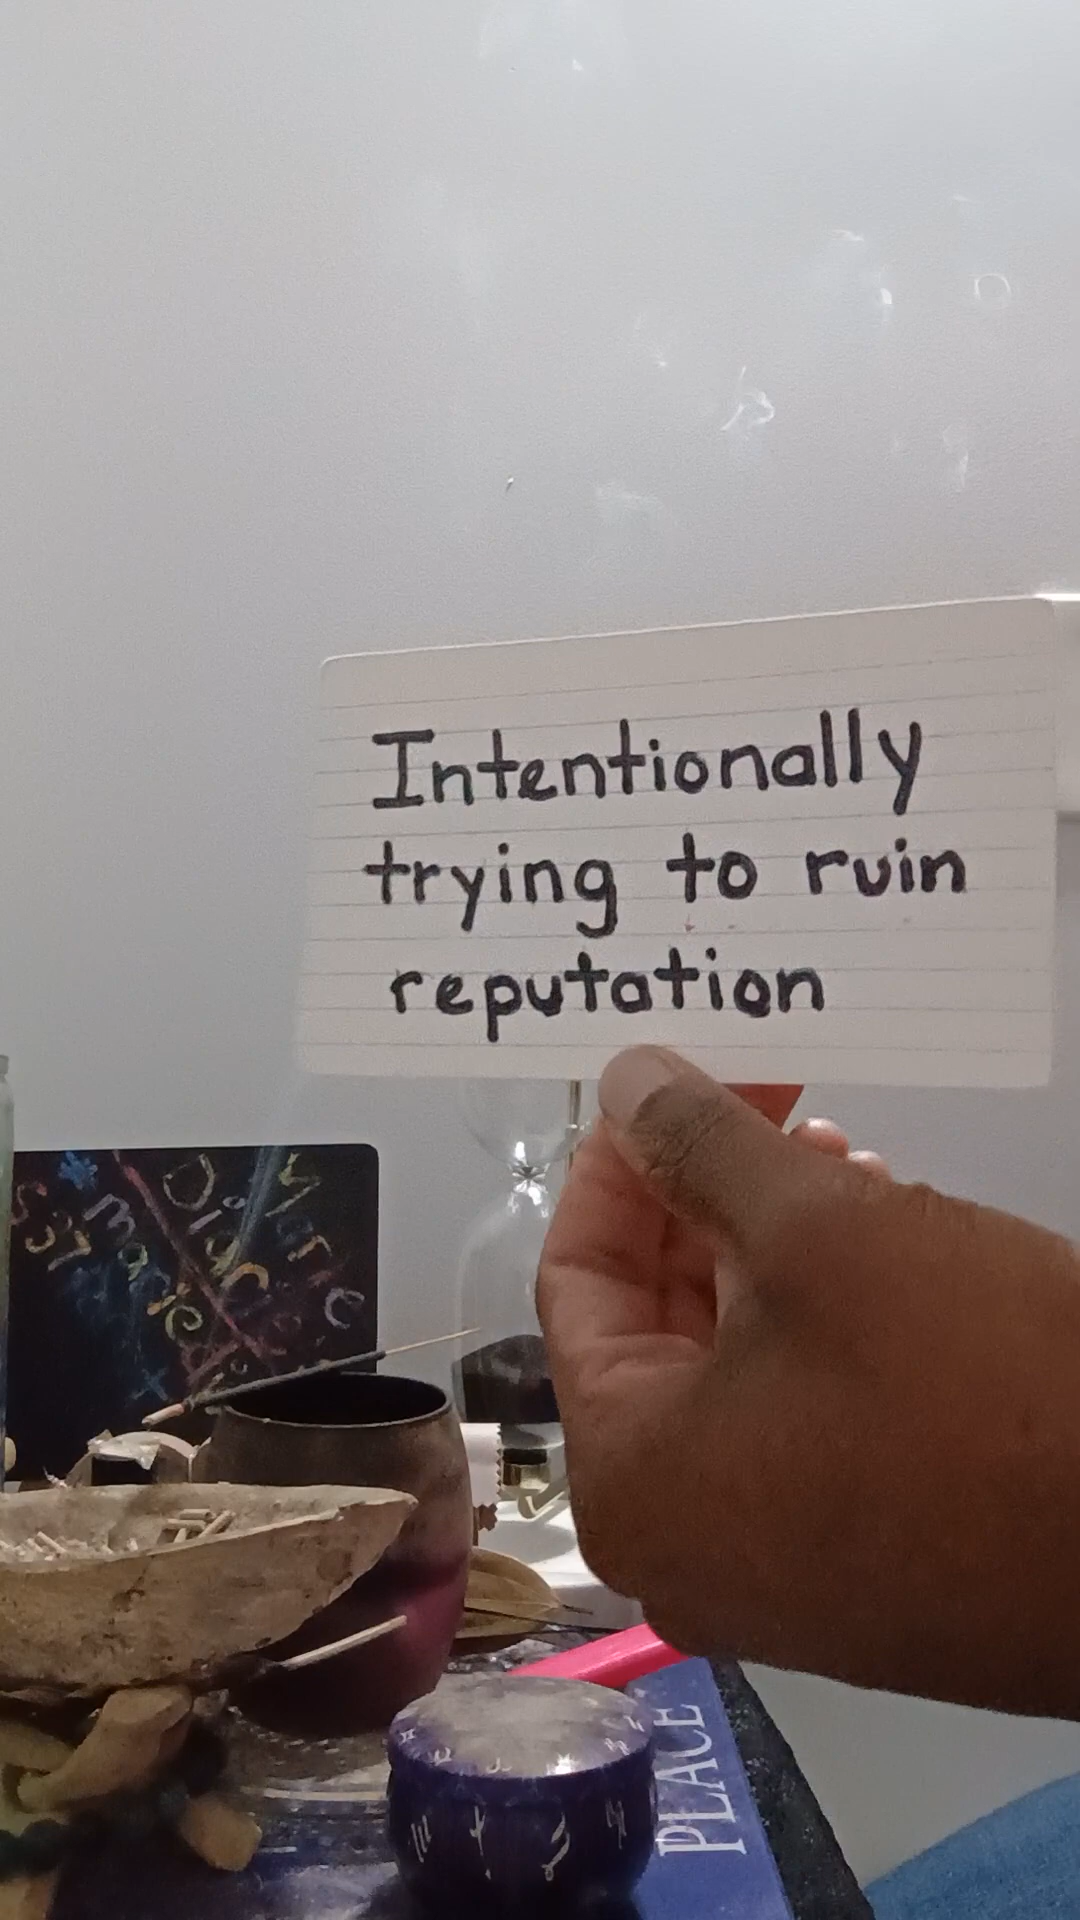 Intentionally
trying to ruin
reputation
PLACE